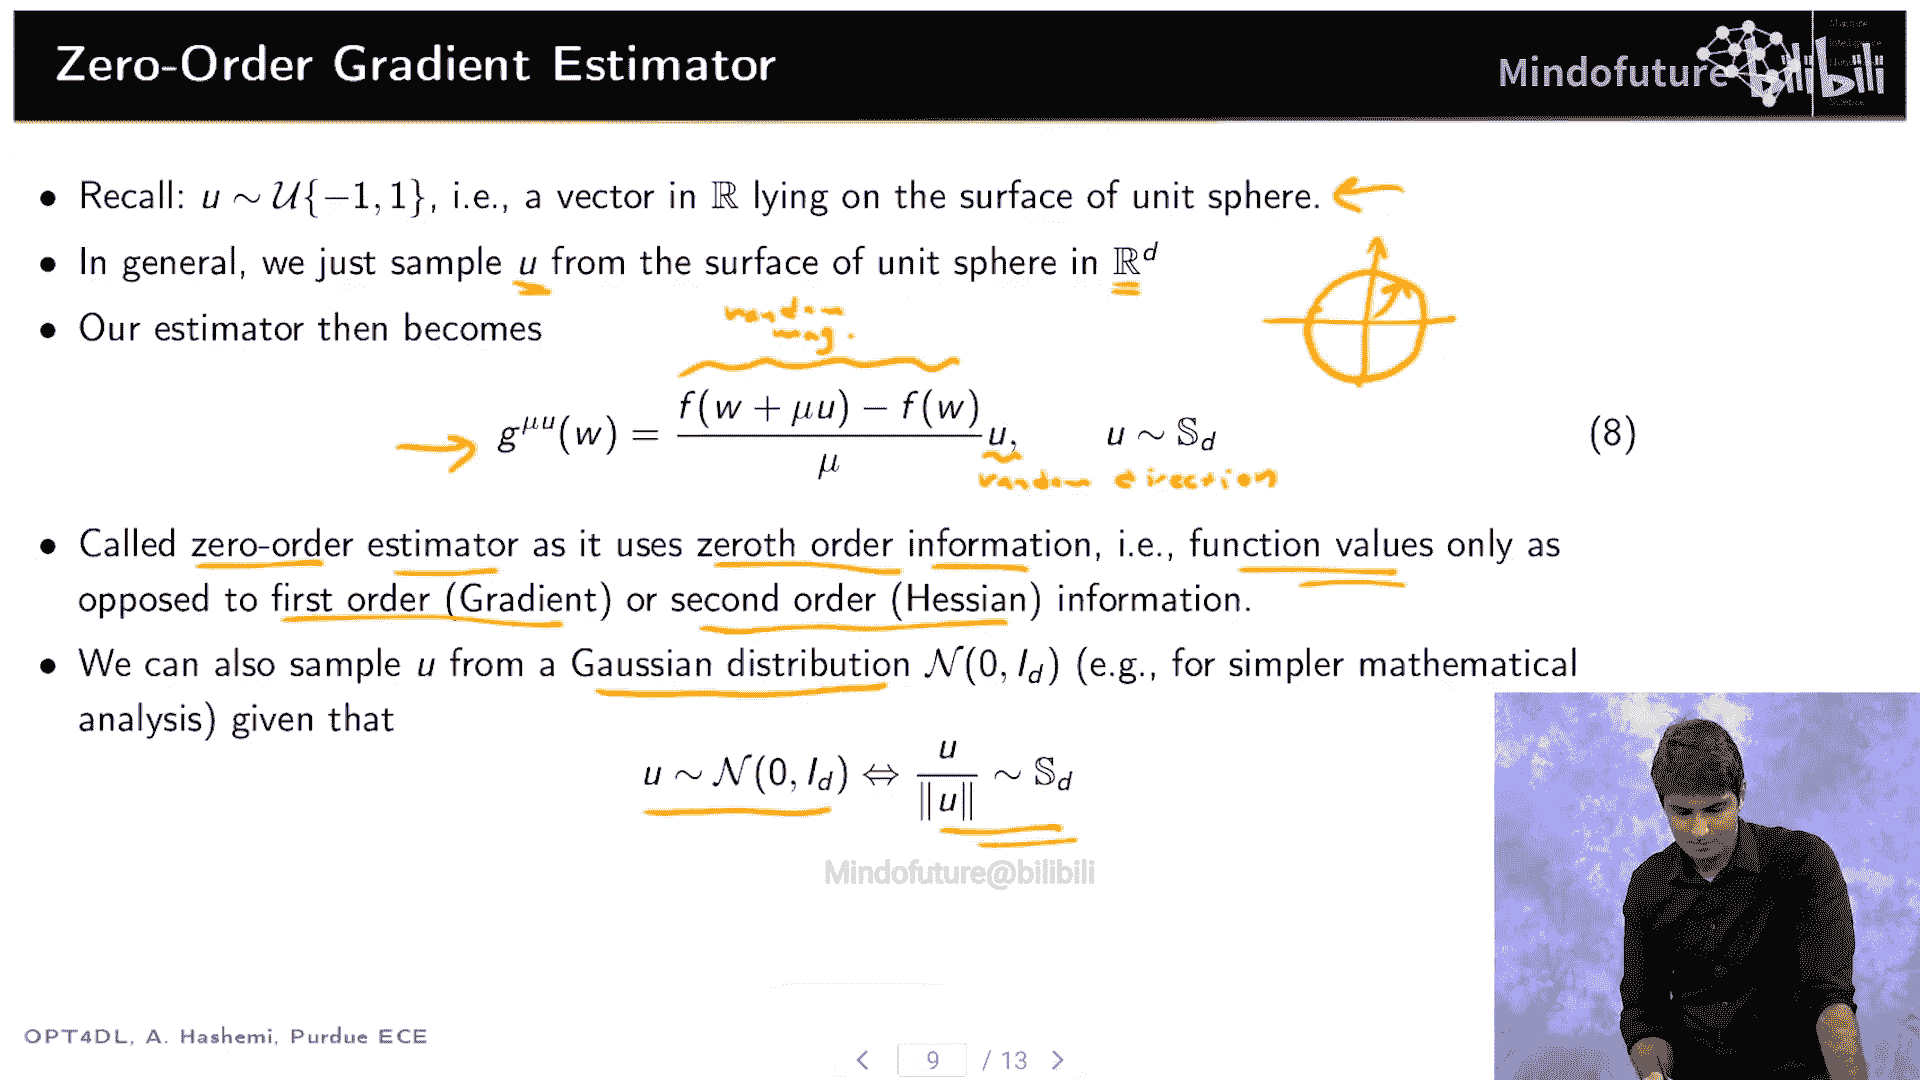 Zero-Order Gradient Estimator
Mindofuture bilibili
• Recall: u ∼ 𝒰{−1, 1}, i.e., a vector in ℝ lying on the surface of unit sphere.
• In general, we just sample u from the surface of unit sphere in ℝᵈ
• Our estimator then becomes
random
mag.
g^{μu}(w) = \frac{f(w + μu) − f(w)}{μ} u, u ∼ 𝕊_d (8)
random direction
• Called zero-order estimator as it uses zeroth order information, i.e., function values only as
opposed to first order (Gradient) or second order (Hessian) information.
• We can also sample u from a Gaussian distribution 𝒩(0, I_d) (e.g., for simpler mathematical
analysis) given that
u ∼ 𝒩(0, I_d) ⇔ \frac{u}{‖u‖} ∼ 𝕊_d
Mindofuture@bilibili
OPT4DL, A. Hashemi, Purdue ECE
9 / 13